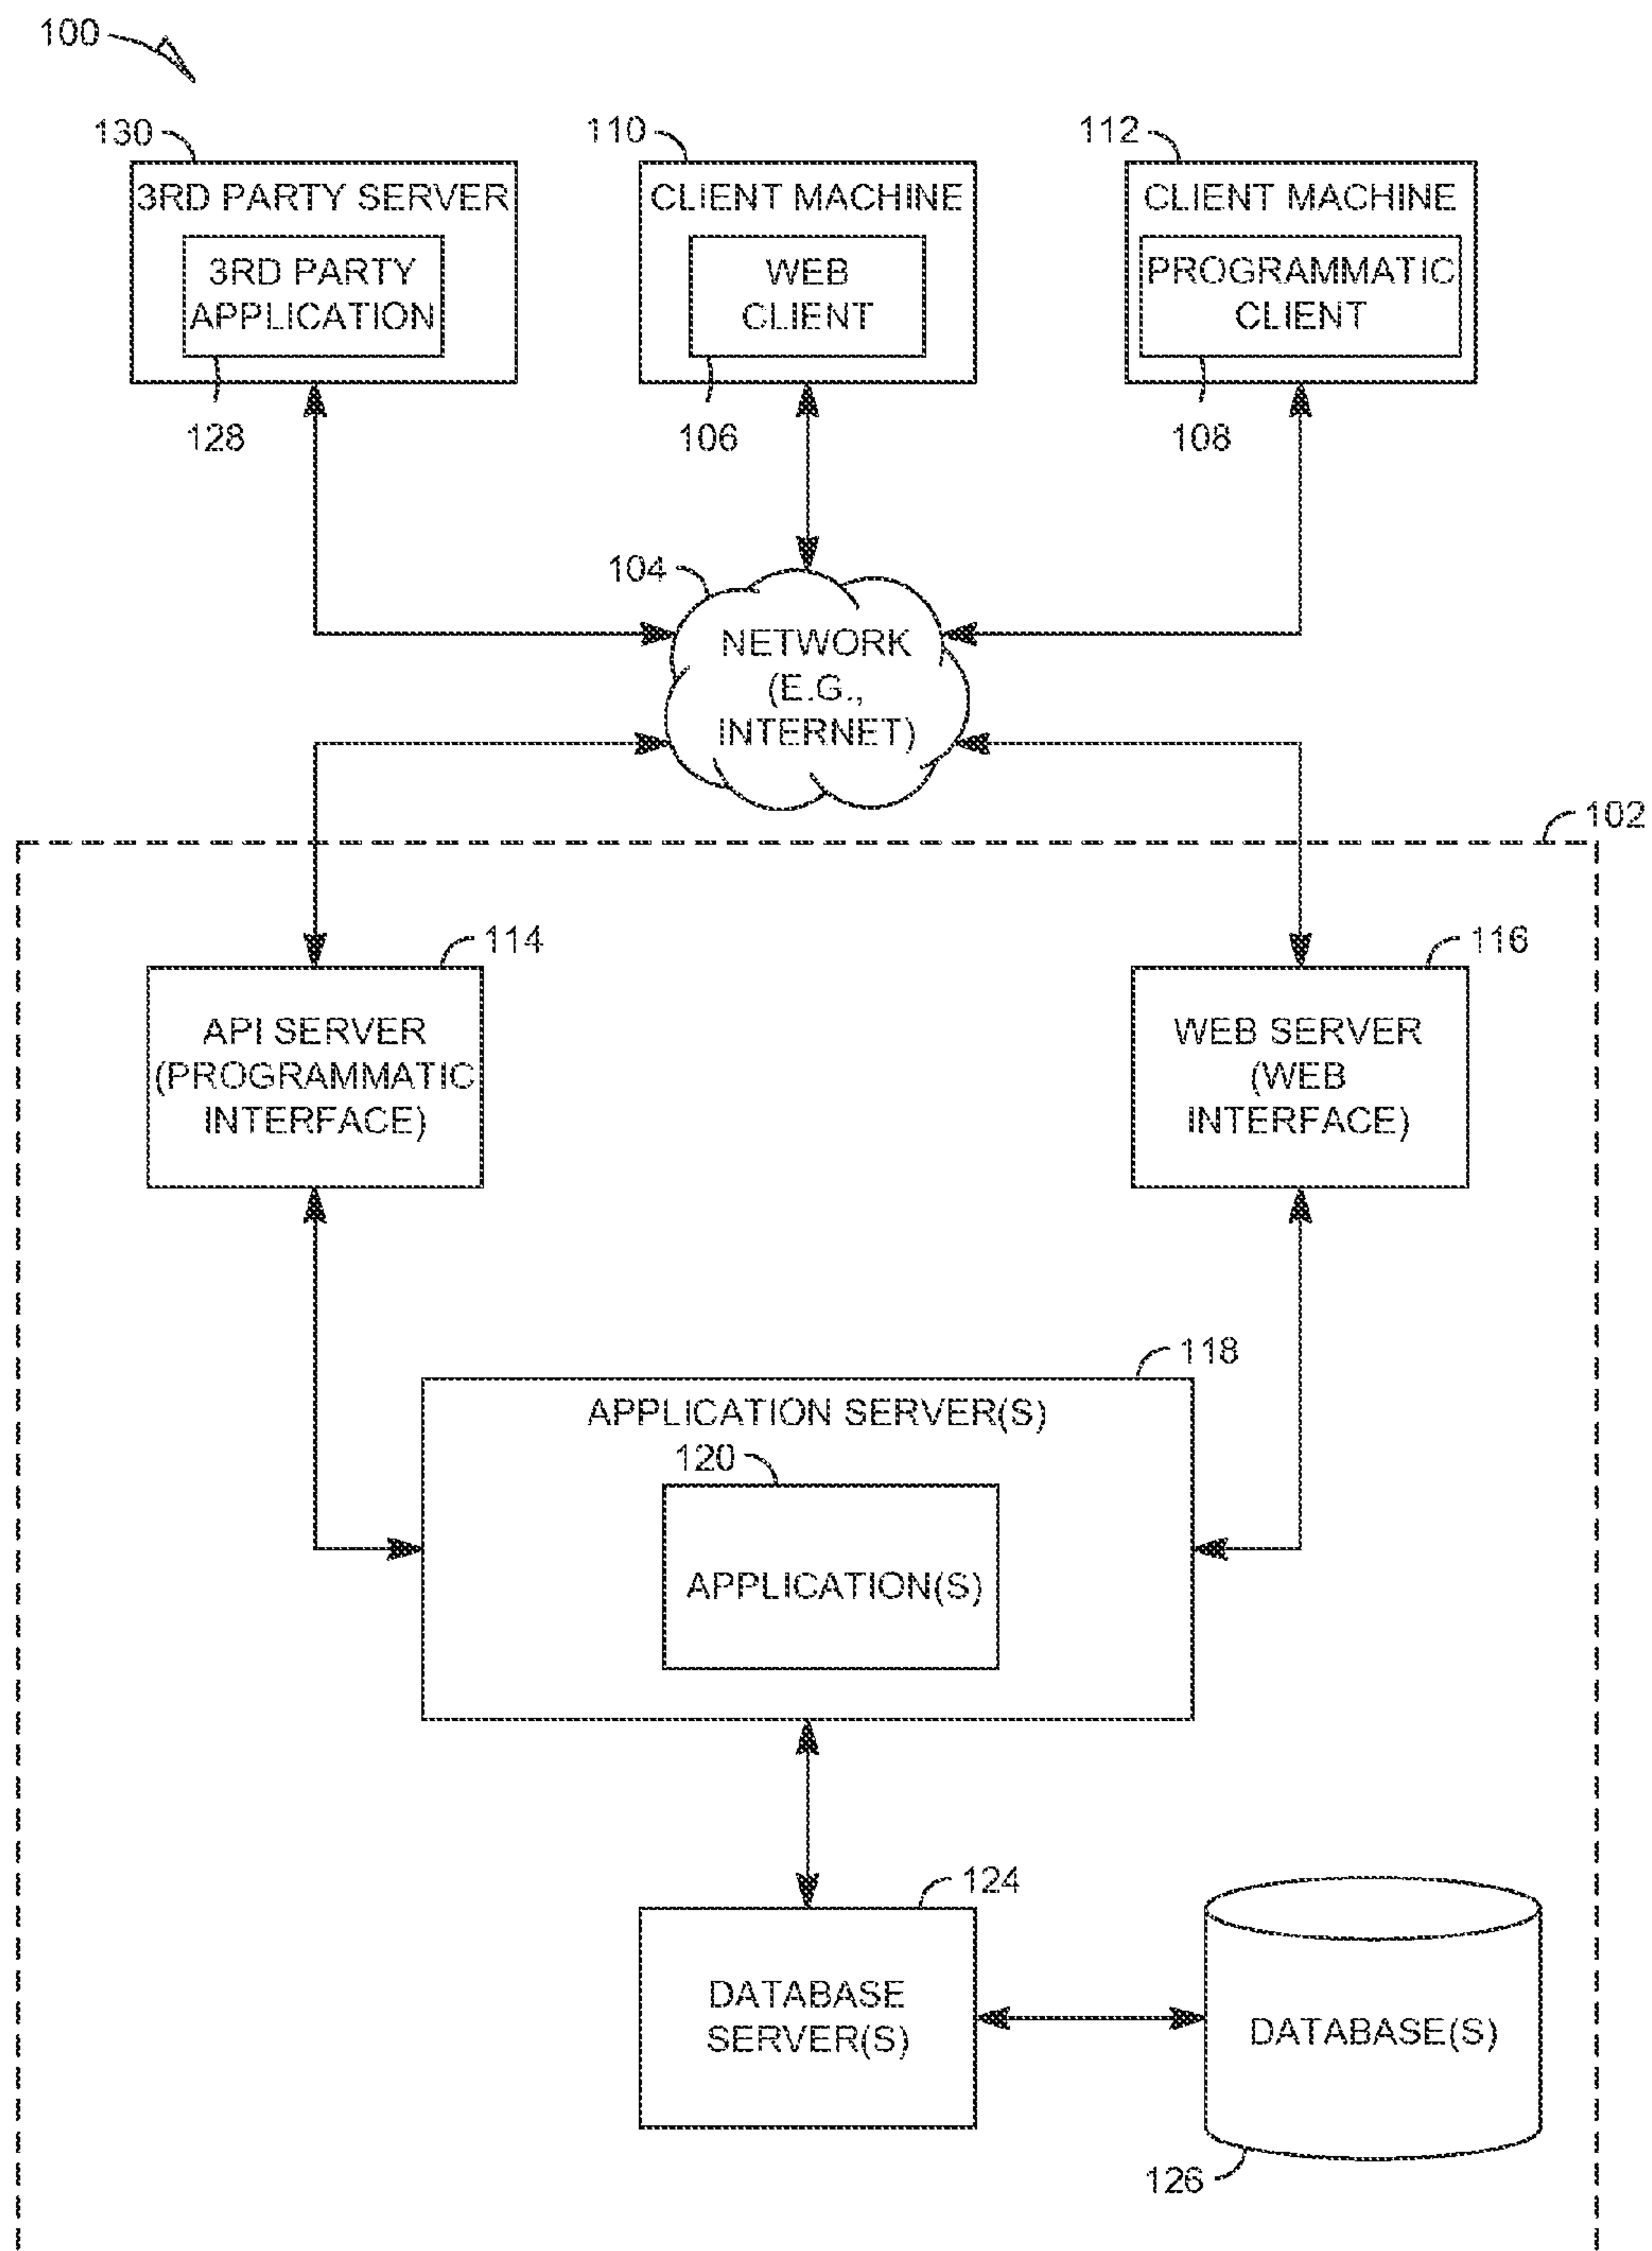 100
130
110
112
3RD PARTY SERVER
CLIENT MACHINE
CLIENT MACHINE
3RD PARTY
APPLICATION
WEB
CLIENT
PROGRAMMATIC
CLIENT
128
106
108
104
NETWORK
(E.G.,
INTERNET)
102
114
116
API SERVER
(PROGRAMMATIC
INTERFACE)
WEB SERVER
(WEB
INTERFACE)
118
APPLICATION SERVER(S)
120
APPLICATION(S)
124
DATABASE
SERVER(S)
DATABASE(S)
126